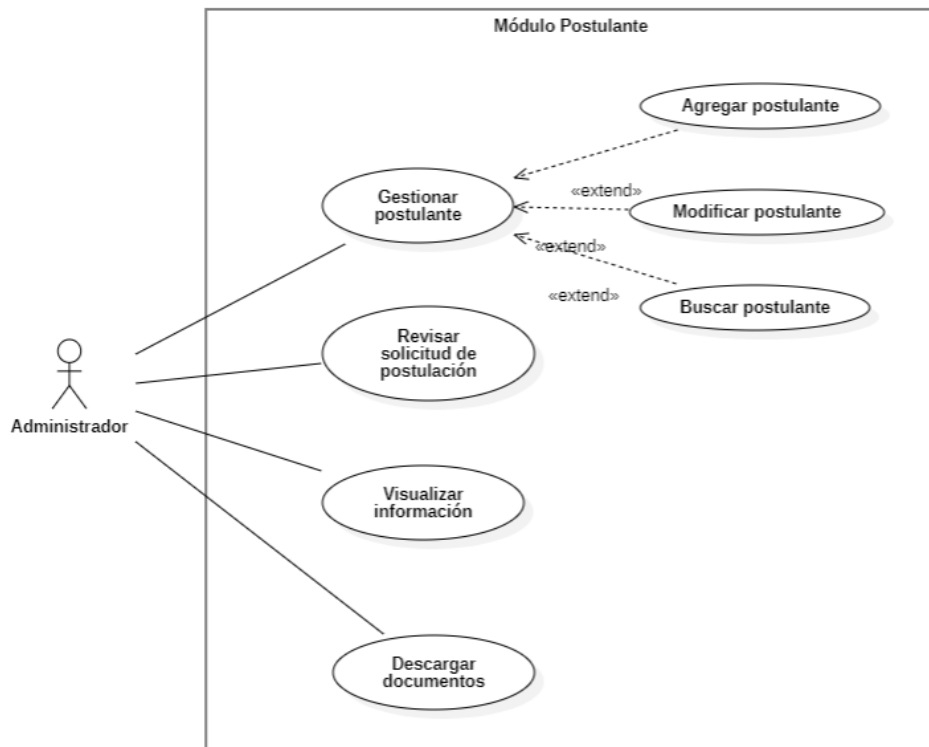 Módulo Postulante
Agregar postulante
Gestionar
postulante
«extend»
Modificar postulante
«extend»
«extend»
Buscar postulante
Revisar
solicitud de
postulación
Administrador
Visualizar
información
Descargar
documentos